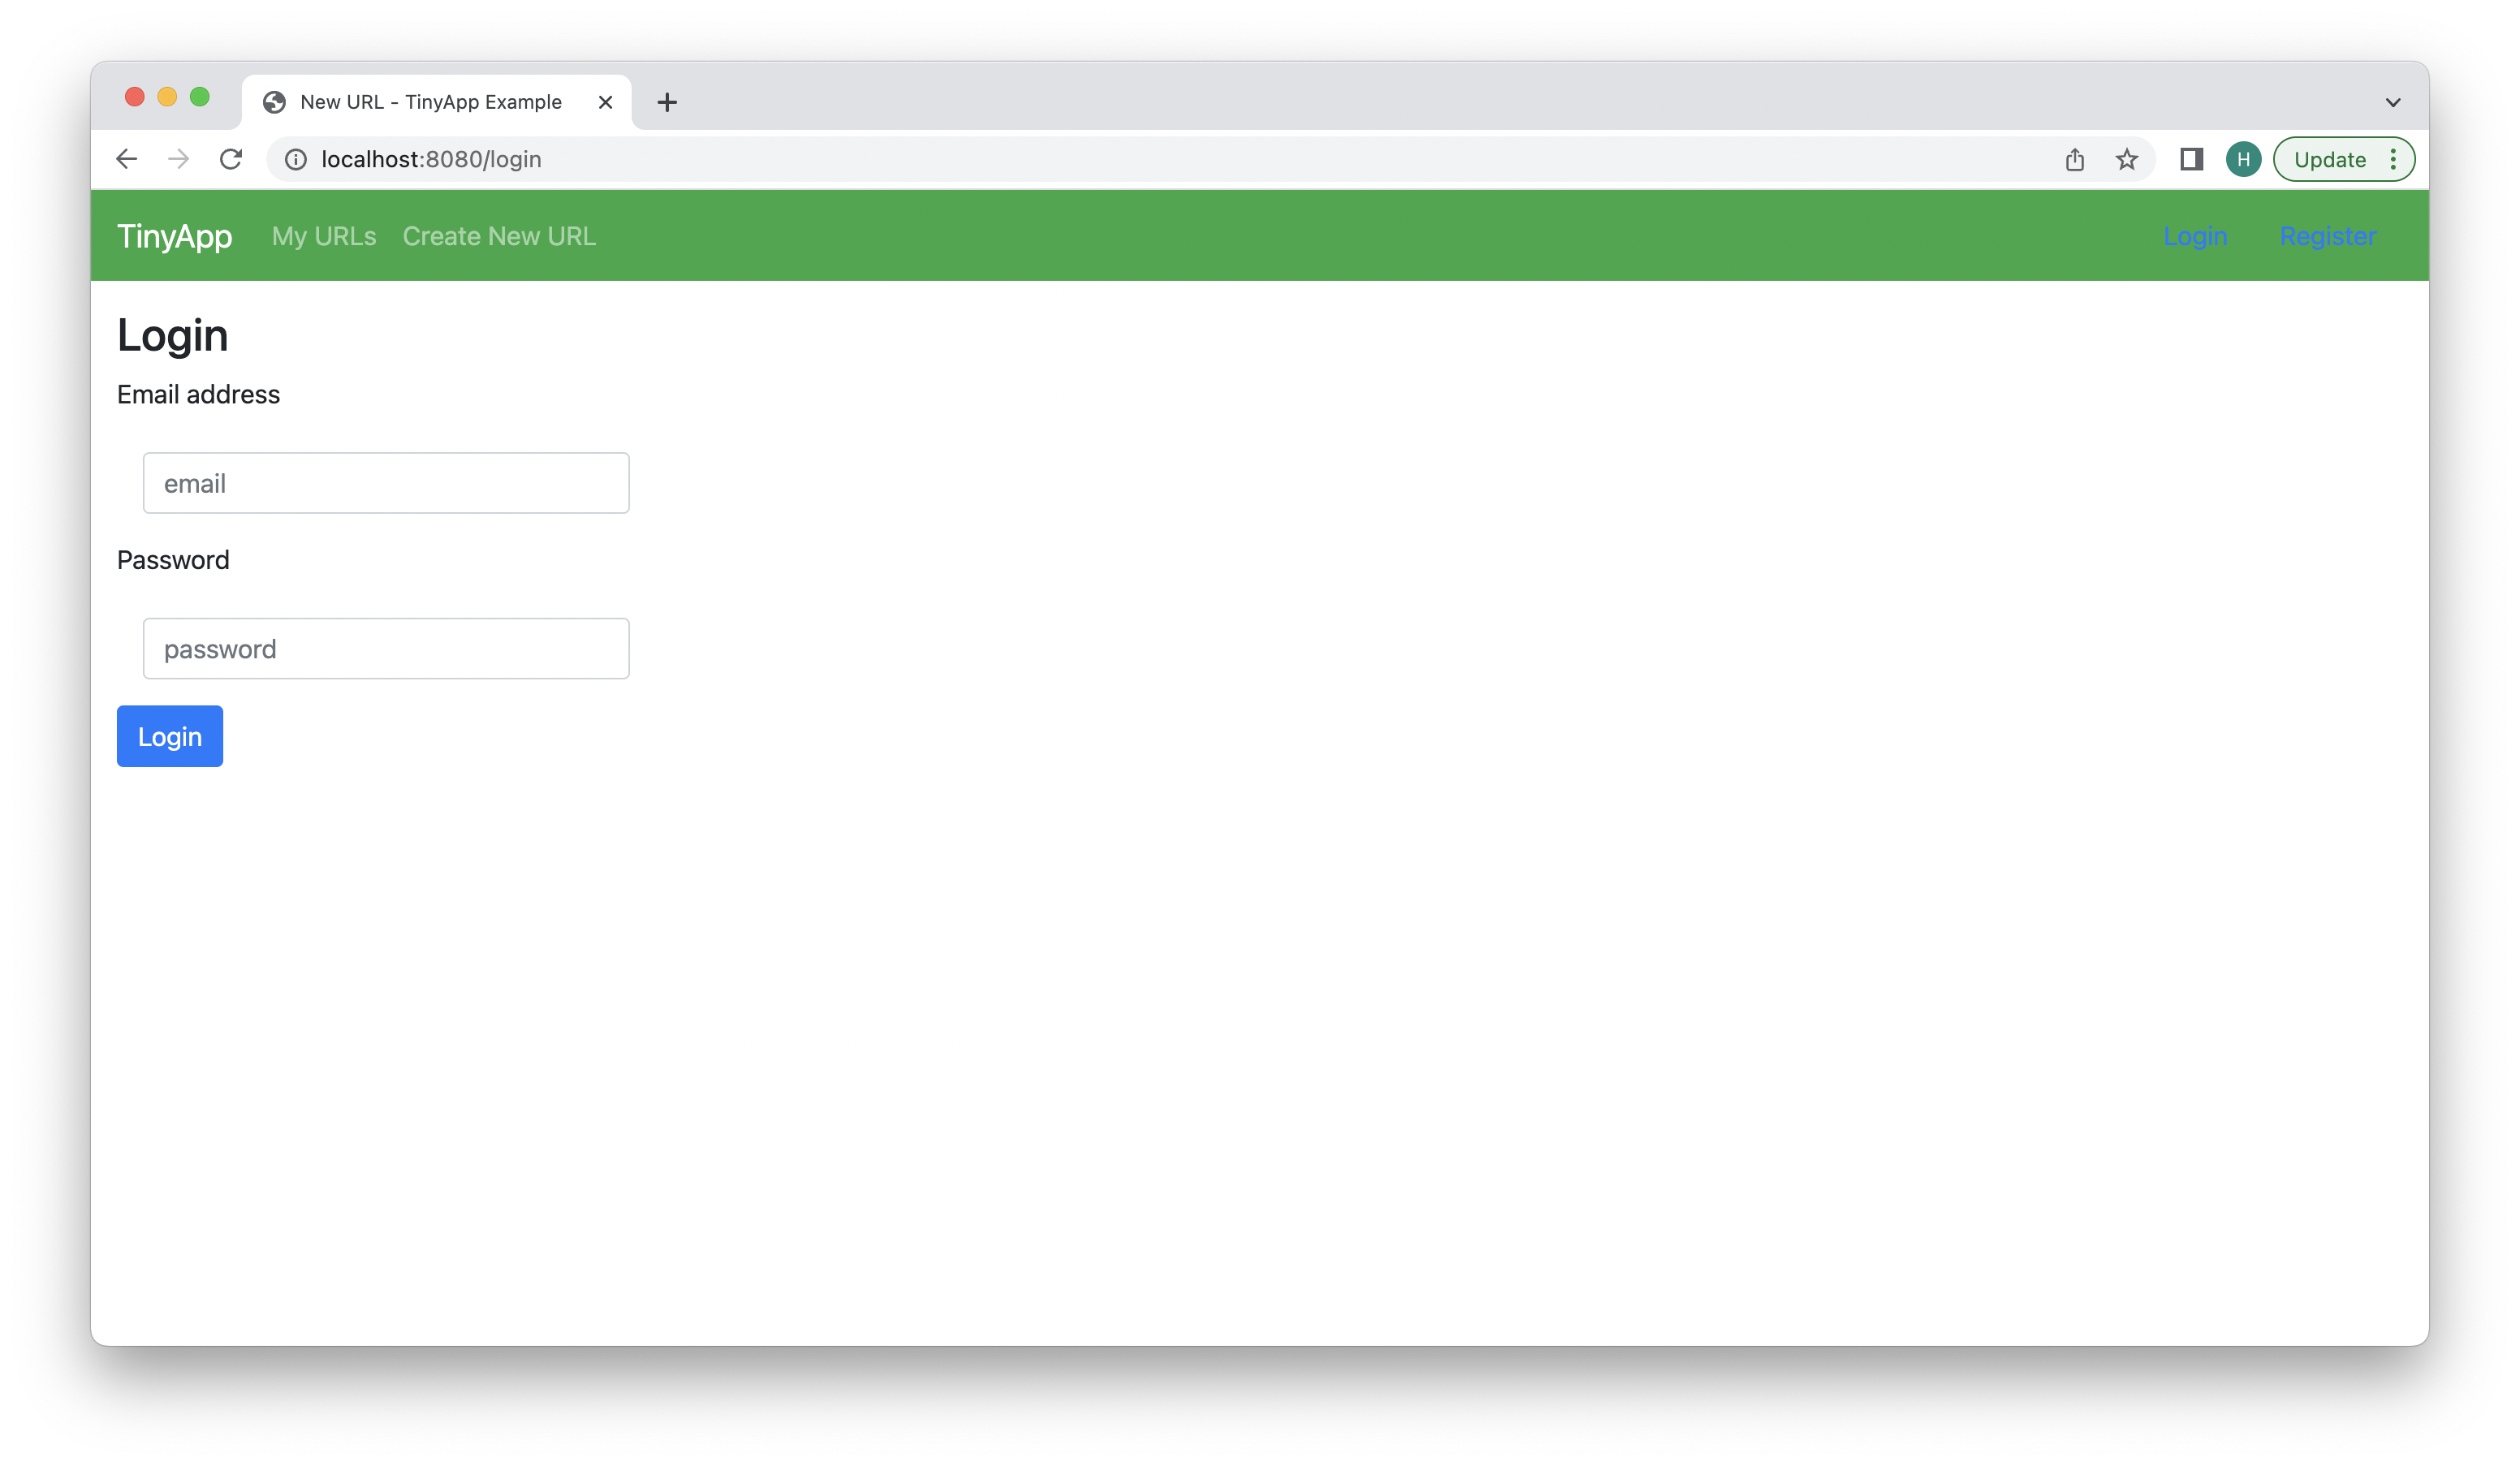 New URL - TinyApp Example
localhost:8080/login
H
Update
TinyApp My URLs Create New URL Login Register
Login
Email address
email
Password
password
Login